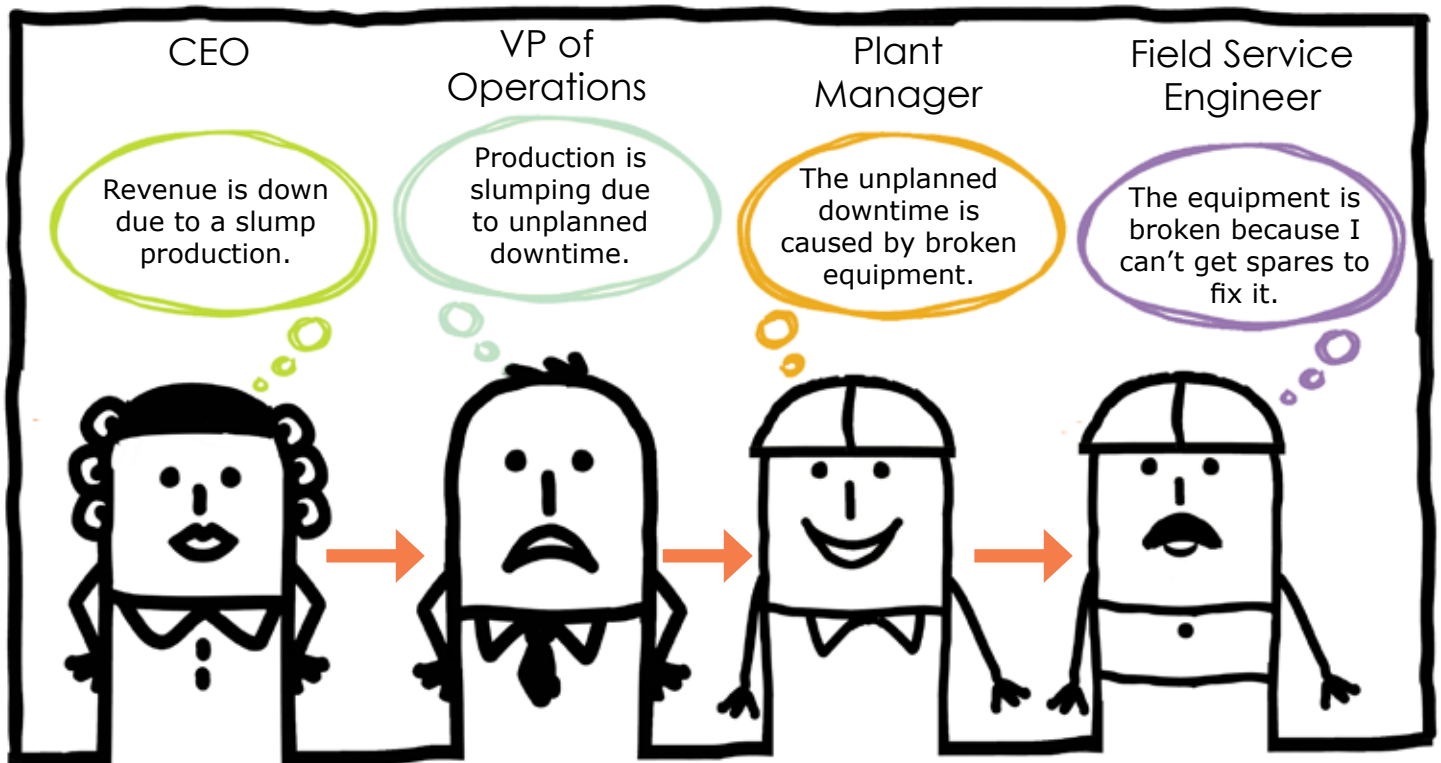 CEO
Revenue is down
due to a slump
production.
VP of
Operations
Production is
slumping due
to unplanned
downtime.
Plant
Manager
The unplanned
downtime is
caused by broken
equipment.
Field Service
Engineer
The equipment is
broken because I
can’t get spares to
fix it.